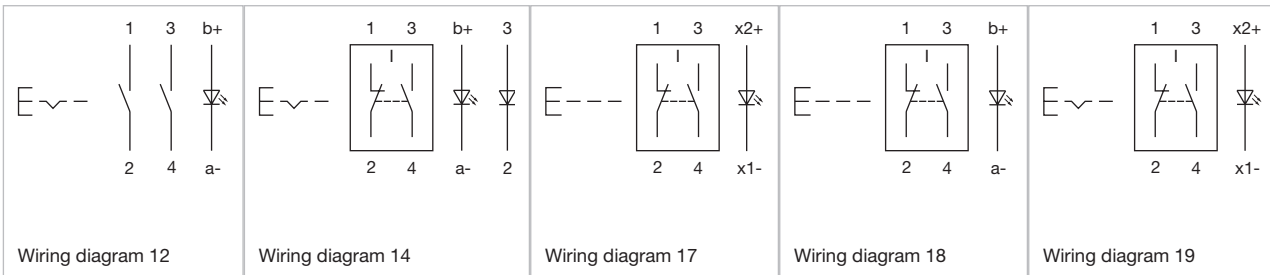 1 3 b+
2 4 a-
Wiring diagram 12
1 3 b+ 3
I
2 4 a- 2
Wiring diagram 14
1 3 x2+
I
2 4 x1-
Wiring diagram 17
1 3 b+
I
2 4 a-
Wiring diagram 18
1 3 x2+
I
2 4 x1-
Wiring diagram 19